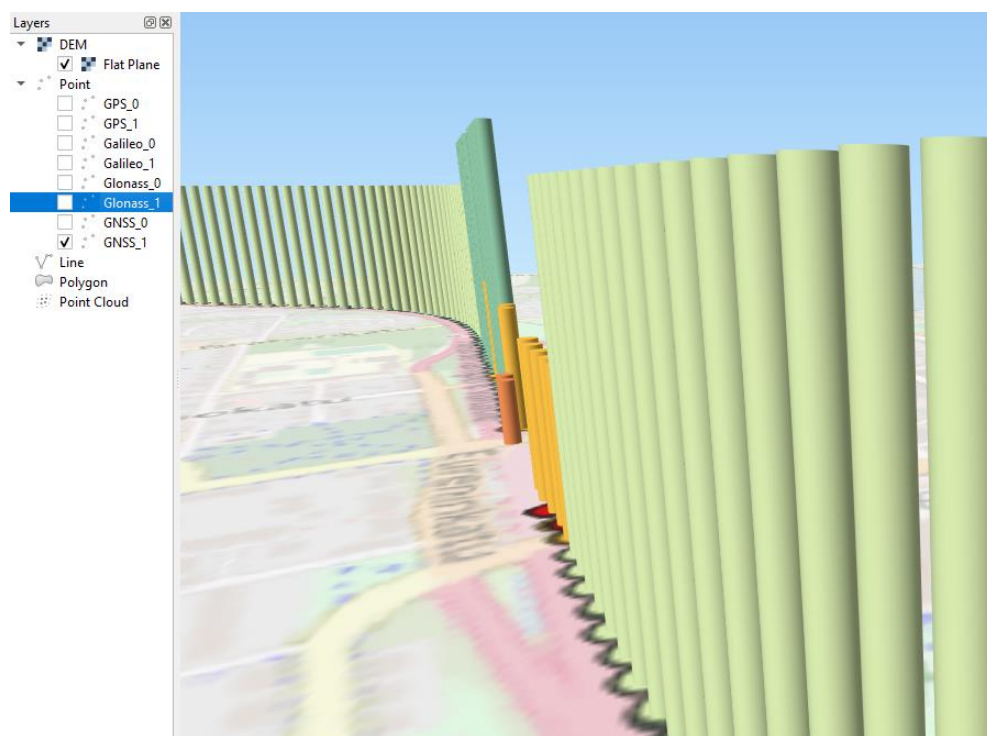 Layers
DEM
Flat Plane
Point
GPS_0
GPS_1
Galileo_0
Galileo_1
Glonass_0
Glonass_1
GNSS_0
GNSS_1
Line
Polygon
Point Cloud